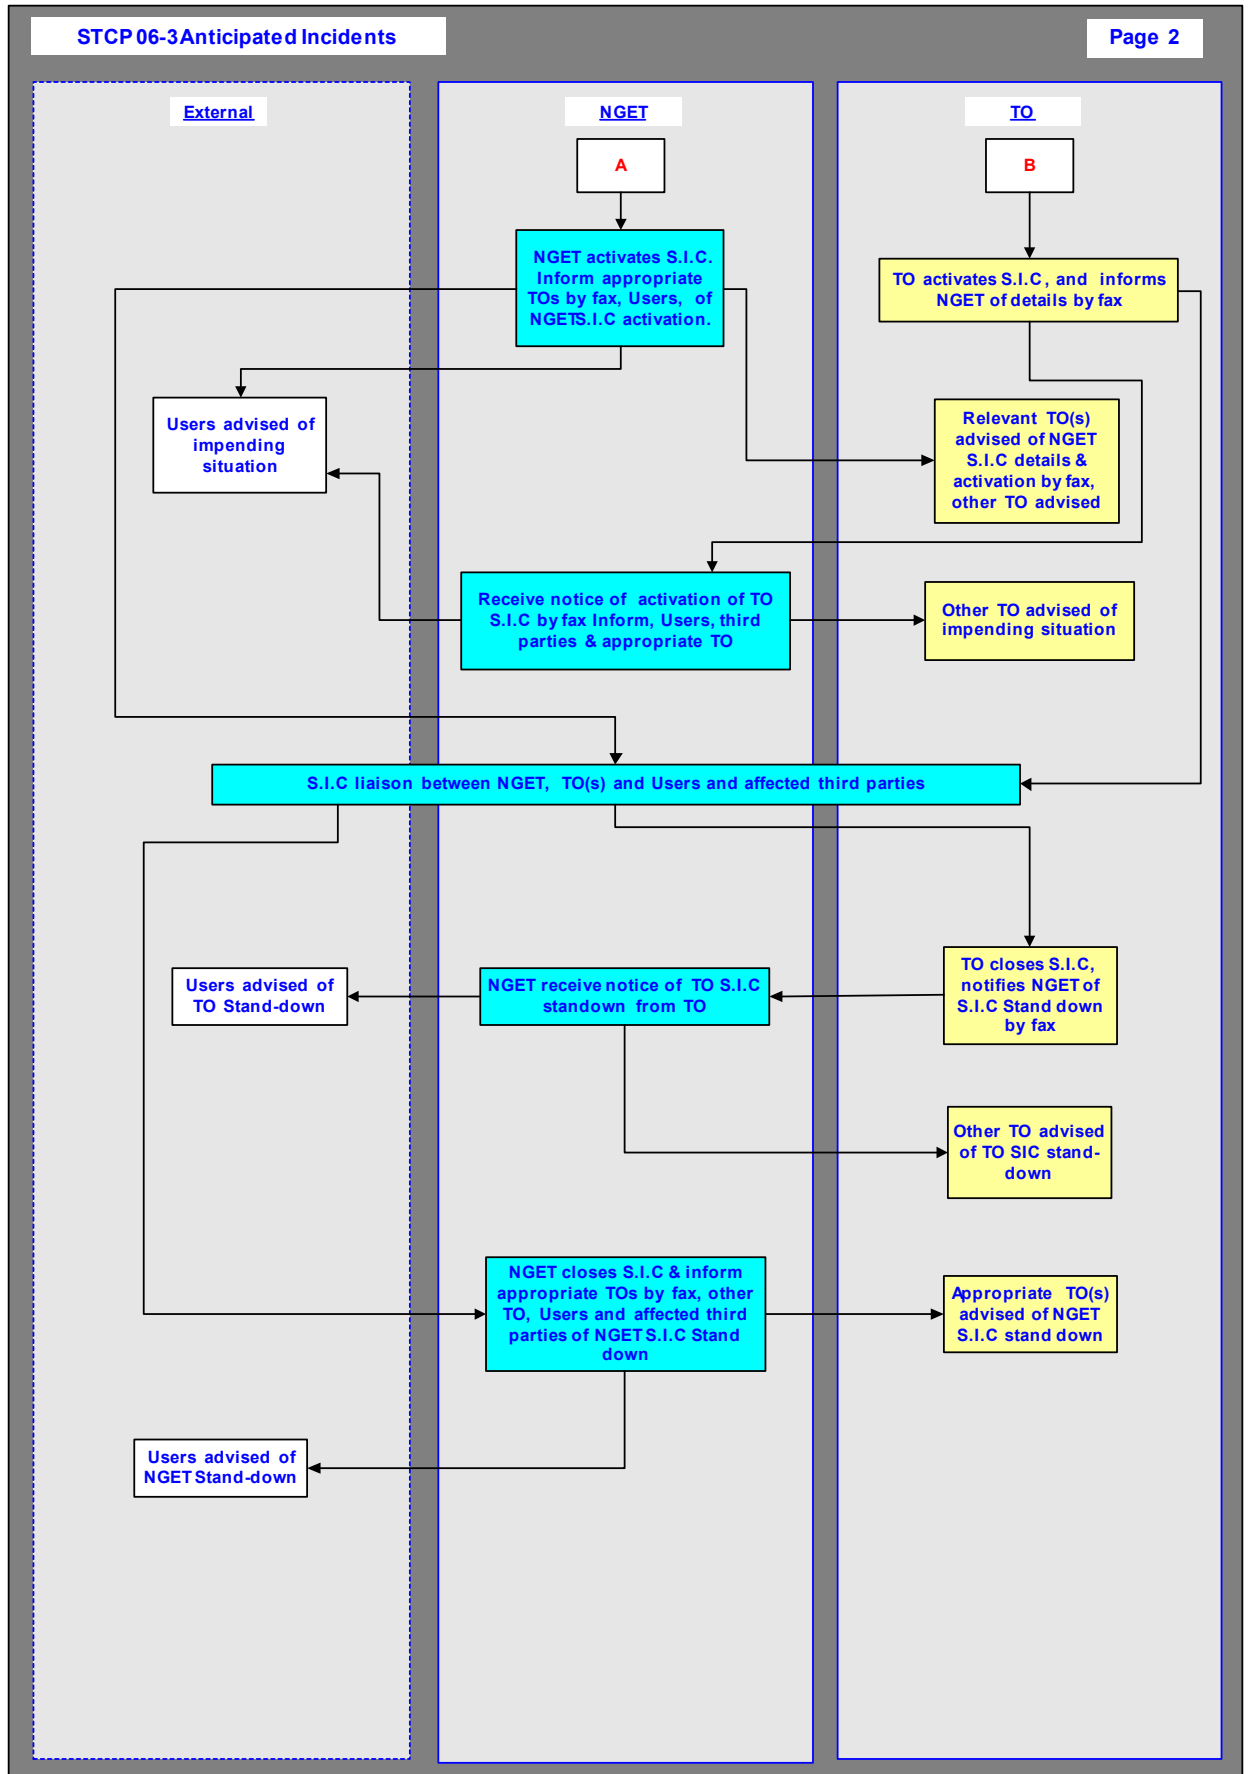 STCP 06-3 Anticipated Incidents
Page 2
External
NGET
TO
A
B
NGET activates S.I.C.
Inform appropriate
TOs by fax, Users, of
NGET S.I.C activation.
TO activates S.I.C, and informs
NGET of details by fax
Users advised of
impending
situation
Relevant TO(s)
advised of NGET
S.I.C details &
activation by fax,
other TO advised
Receive notice of activation of TO
S.I.C by fax Inform, Users, third
parties & appropriate TO
Other TO advised of
impending situation
S.I.C liaison between NGET, TO(s) and Users and affected third parties
Users advised of
TO Stand-down
NGET receive notice of TO S.I.C
standown from TO
TO closes S.I.C,
notifies NGET of
S.I.C Stand down
by fax
Other TO advised
of TO SIC stand-
down
NGET closes S.I.C & inform
appropriate TOs by fax, other
TO, Users and affected third
parties of NGET S.I.C Stand
down
Appropriate TO(s)
advised of NGET
S.I.C stand down
Users advised of
NGET Stand-down